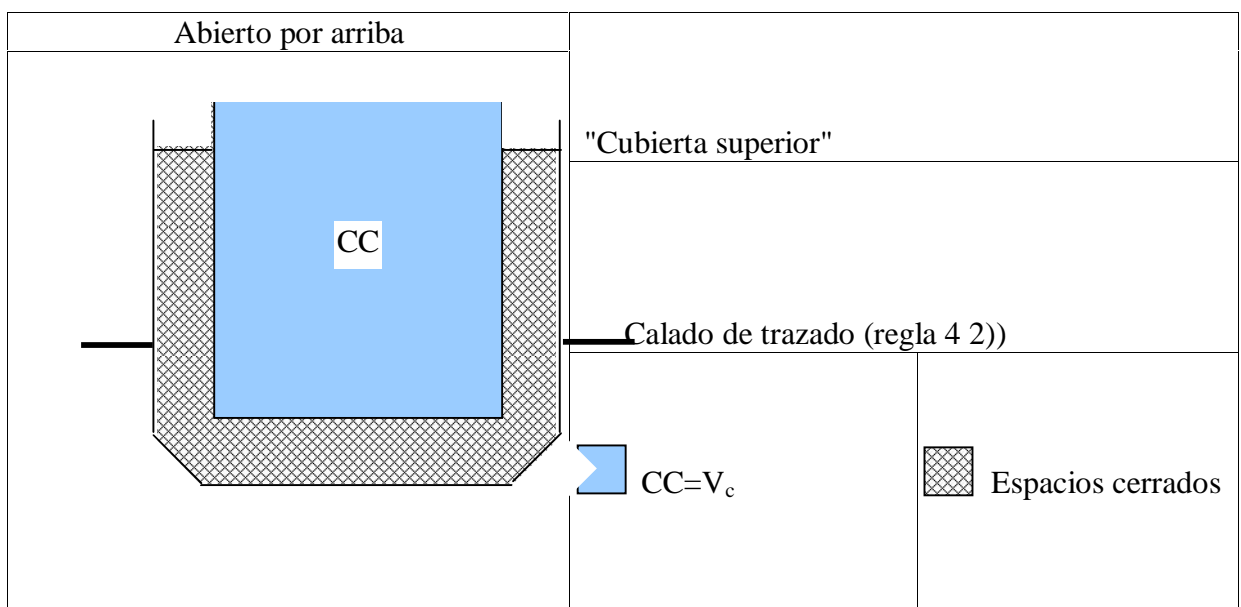 Abierto por arriba
"Cubierta superior"
CC
Calado de trazado (regla 4 2))
CC=Vc
Espacios cerrados